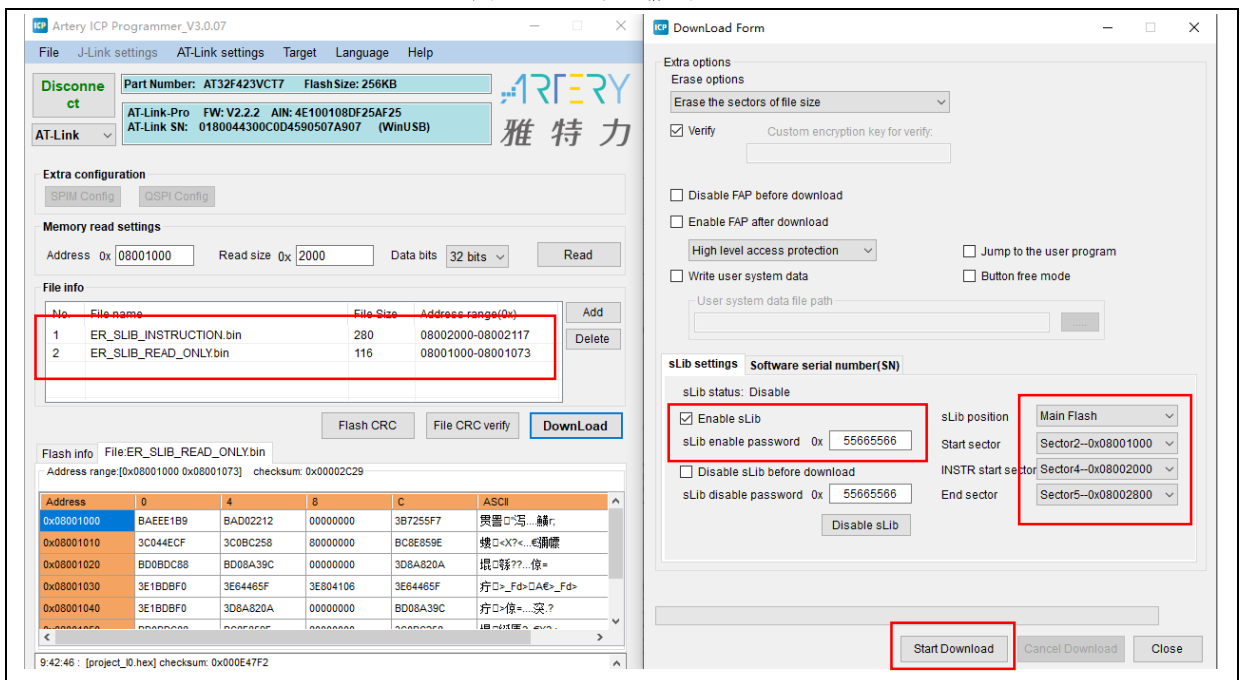 Artery ICP Programmer_V3.0.07
File J-Link settings AT-Link settings Target Language Help
Disconne
ct
Part Number: AT32F423VCT7 FlashSize: 256KB
AT-Link
AT-Link-Pro FW: V2.2.2 AIN: 4E100108DF25AF25
AT-Link SN: 0180044300C0D4590507A907 (WinUSB)
ARTERY
雅特力
Extra configuration
SPIM Config QSPI Config
Memory read settings
Address 0x 08001000 Read size 0x 2000 Data bits 32 bits Read
File info
No. File name File Size Address range(0x) Add
1 ER_SLIB_INSTRUCTION.bin 280 08002000-08002117 Delete
2 ER_SLIB_READ_ONLY.bin 116 08001000-08001073
Flash CRC File CRC verify DownLoad
Flash info File:ER_SLIB_READ_ONLY.bin
Address range:[0x08001000 0x08001073] checksum: 0x00002C29
Address 0 4 8 C ASCII
0x08001000 BAEEE1B9 BAD02212 00000000 3B7255F7
0x08001010 3C044ECF 3C0BC258 80000000 BC8E859E
0x08001020 BD0BDC88 BD08A39C 00000000 3D8A820A
0x08001030 3E1BDBF0 3E64465F 3E804106 3E64465F
0x08001040 3E1BDBF0 3D8A820A 00000000 BD08A39C
9:42:46 : [project_l0.hex] checksum: 0x000E47F2
DownLoad Form
Extra options
Erase options
Erase the sectors of file size
Verify Custom encryption key for verify:
Disable FAP before download
Enable FAP after download
High level access protection Jump to the user program
Write user system data Button free mode
User system data file path
.....
sLib settings Software serial number(SN)
sLib status: Disable
Enable sLib sLib position Main Flash
sLib enable password 0x 55665566 Start sector Sector2--0x08001000
Disable sLib before download INSTR start sector Sector4--0x08002000
sLib disable password 0x 55665566 End sector Sector5--0x08002800
Disable sLib
Start Download Cancel Download Close